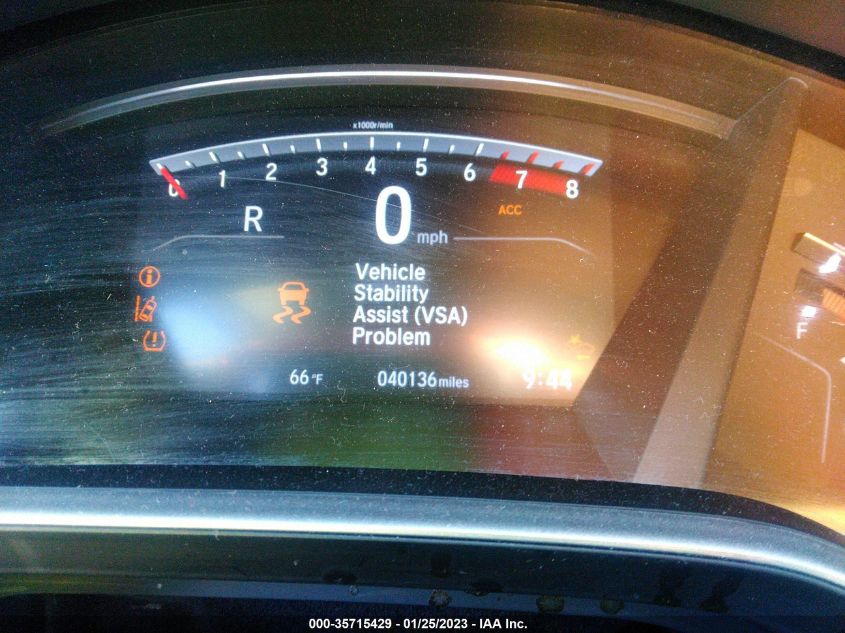 x1000r/min
0 1 2 3 4 5 6 7 8
R 0 mph ACC
Vehicle
Stability
Assist (VSA)
Problem
66°F 040136 miles 9:44
F
000-35715429 - 01/25/2023 - IAA Inc.